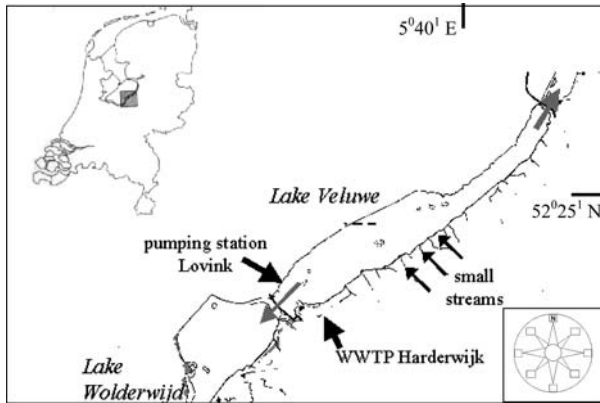 5⁰40¹ E
Lake Veluwe
52⁰25¹ N
pumping station
Lovink
small
streams
WWTP Harderwijk
Lake
Wolderwijd
N